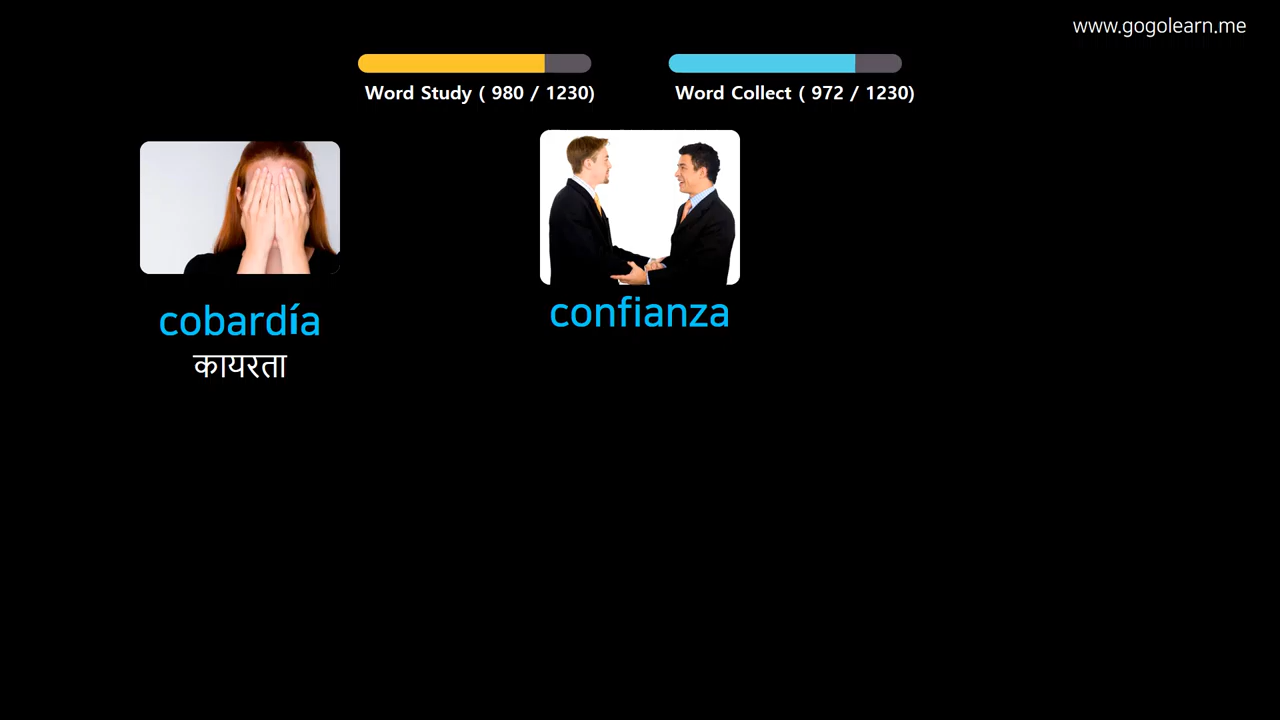 www.gogolearn.me
Word Study ( 980 / 1230)
Word Collect ( 972 / 1230)
cobardía
कायरता
confianza